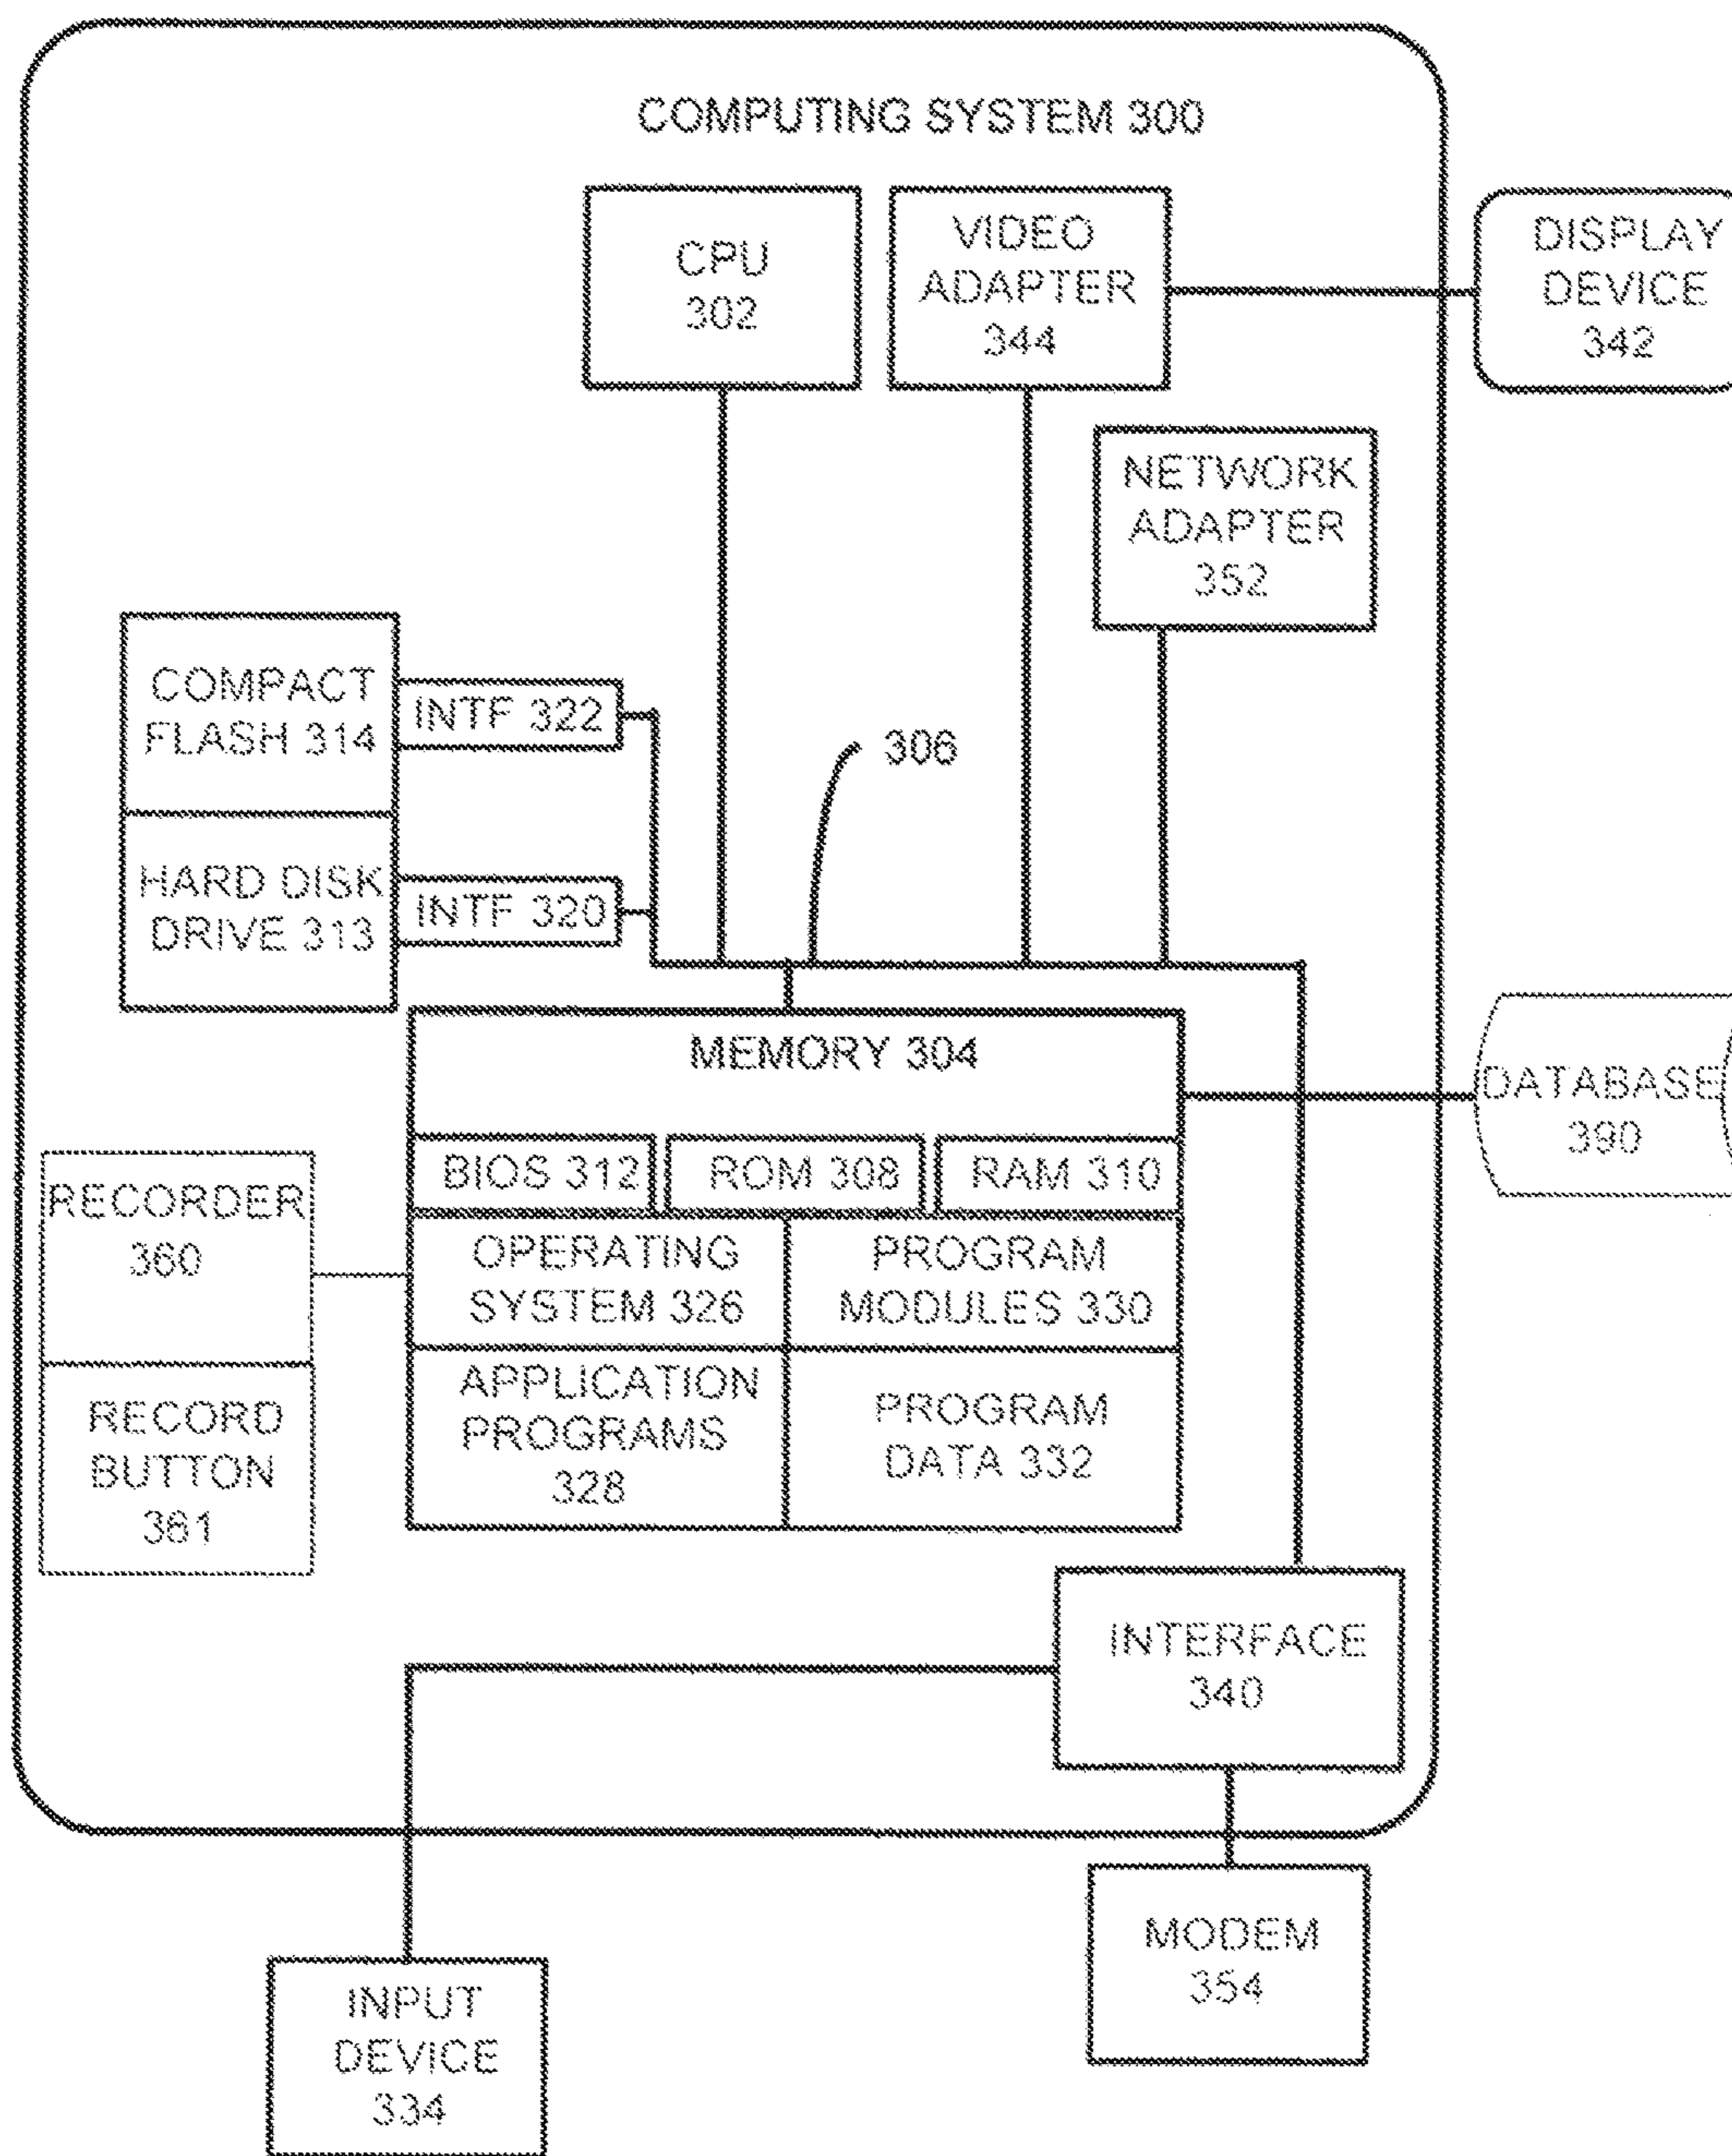 COMPUTING SYSTEM 300
CPU
302
VIDEO
ADAPTER
344
DISPLAY
DEVICE
342
NETWORK
ADAPTER
352
COMPACT
FLASH 314
INTF 322
306
HARD DISK
DRIVE 313
INTF 320
MEMORY 304
DATABASE
390
BIOS 312
ROM 308
RAM 310
RECORDER
360
OPERATING
SYSTEM 326
PROGRAM
MODULES 330
RECORD
BUTTON
361
APPLICATION
PROGRAMS
328
PROGRAM
DATA 332
INTERFACE
340
MODEM
354
INPUT
DEVICE
334